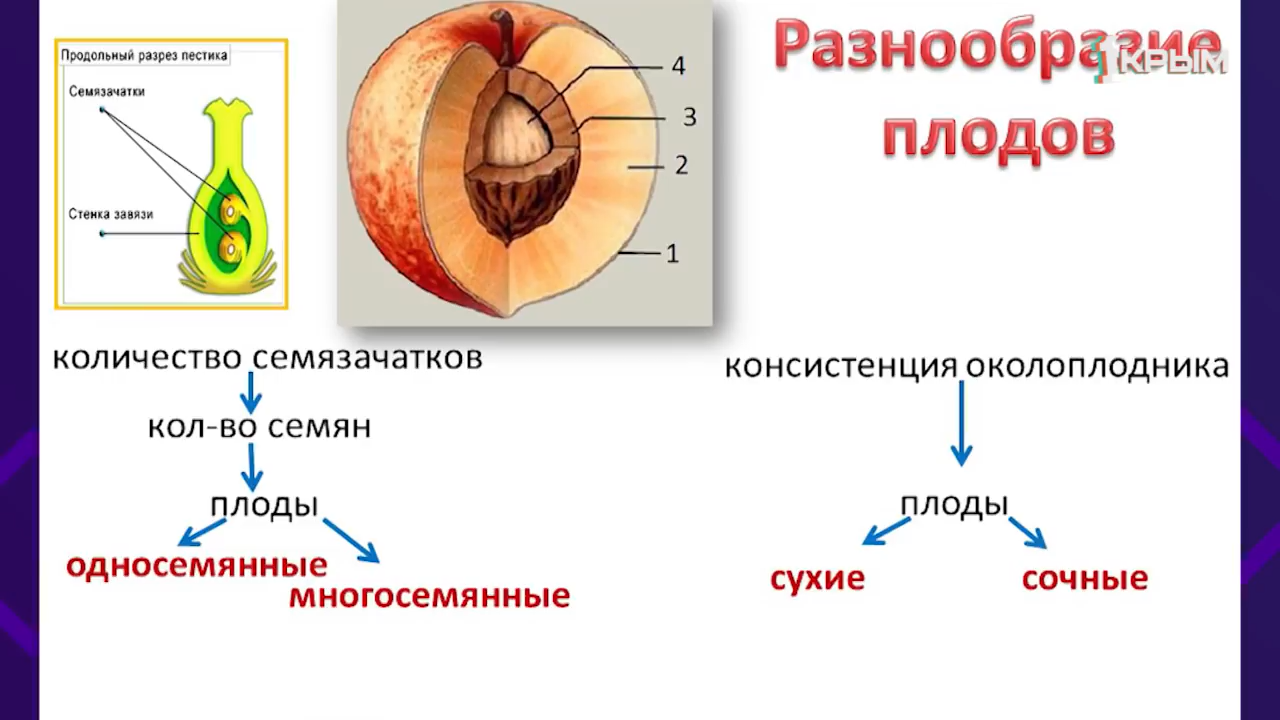 Разнообразие
плодов
КРЫМ
Продольный разрез пестика
Семязачатки
Стенка завязи
4
3
2
1
количество семязачатков
кол-во семян
плоды
односемянные
многосемянные
консистенция околоплодника
плоды
сухие
сочные